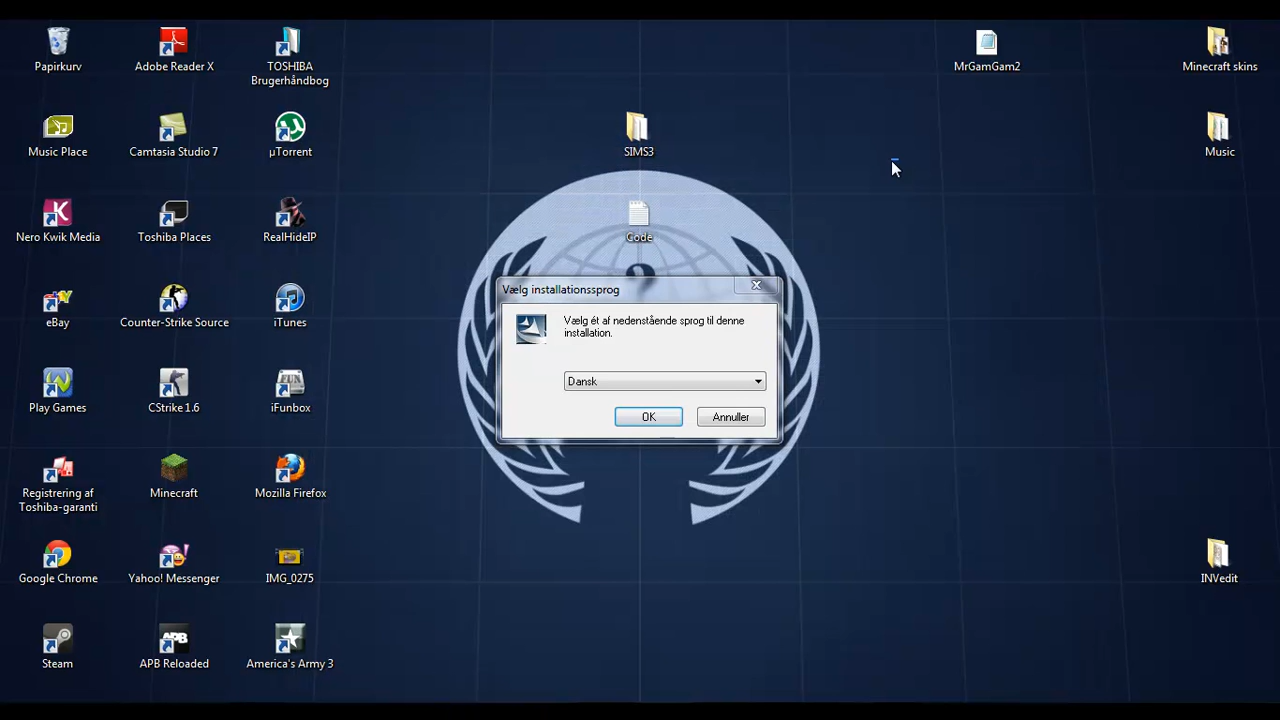 Papirkurv
Adobe Reader X
TOSHIBA
Brugerhåndbog
MrGamGam2
Minecraft skins
Music Place
Camtasia Studio 7
µTorrent
SIMS3
Music
Nero Kwik Media
Toshiba Places
RealHideIP
Code
?
eBay
Counter-Strike Source
iTunes
Vælg installationssprog
Vælg ét af nedenstående sprog til denne
installation.
Dansk
OK
Annuller
Play Games
CStrike 1.6
iFunbox
Registrering af
Toshiba-garanti
Minecraft
Mozilla Firefox
Google Chrome
Yahoo! Messenger
IMG_0275
INVedit
Steam
APB Reloaded
America's Army 3